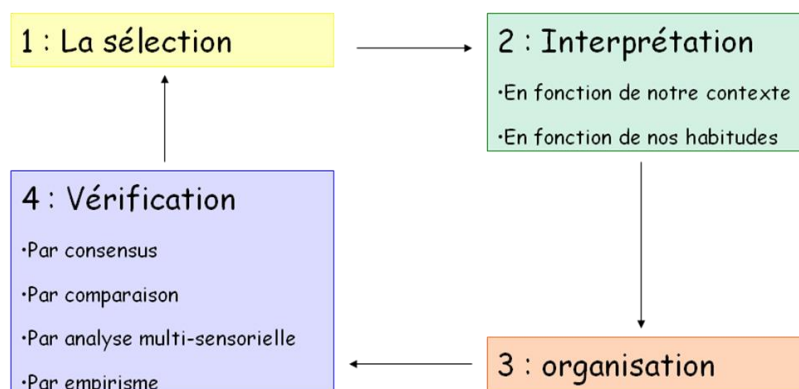 1 : La sélection
2 : Interprétation
•En fonction de notre contexte
•En fonction de nos habitudes
3 : organisation
4 : Vérification
•Par consensus
•Par comparaison
•Par analyse multi-sensorielle
•Par empirisme